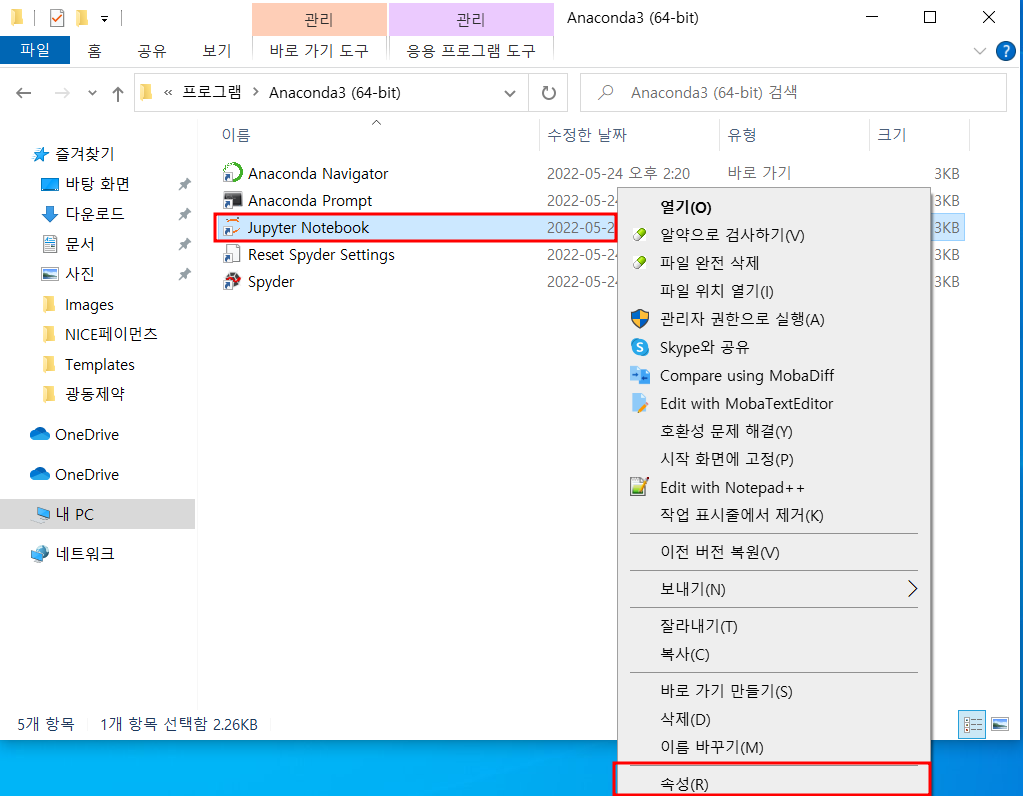 관리
관리
Anaconda3 (64-bit)
파일
홈
공유
보기
바로 가기 도구
응용 프로그램 도구
« 프로그램 > Anaconda3 (64-bit)
Anaconda3 (64-bit) 검색
이름
수정한 날짜
유형
크기
즐겨찾기
바탕 화면
다운로드
문서
사진
Images
NICE페이먼츠
Templates
광동제약
OneDrive
OneDrive
내 PC
네트워크
Anaconda Navigator 2022-05-24 오후 2:20 바로 가기 3KB
Anaconda Prompt 2022-05-24 3KB
Jupyter Notebook 2022-05-2 3KB
Reset Spyder Settings 2022-05-24 3KB
Spyder 2022-05-24 3KB
열기(O)
알약으로 검사하기(V)
파일 완전 삭제
파일 위치 열기(I)
관리자 권한으로 실행(A)
Skype와 공유
Compare using MobaDiff
Edit with MobaTextEditor
호환성 문제 해결(Y)
시작 화면에 고정(P)
Edit with Notepad++
작업 표시줄에서 제거(K)
이전 버전 복원(V)
보내기(N)
잘라내기(T)
복사(C)
바로 가기 만들기(S)
삭제(D)
이름 바꾸기(M)
속성(R)
5개 항목
1개 항목 선택함 2.26KB